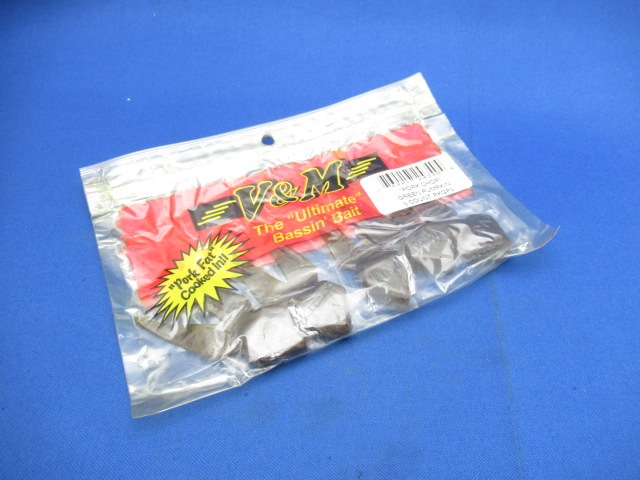 V&M
The "Ultimate"
Bassin' Bait
"Pork Fat"
Cooked In!!
PORK CHOP
GREEN PUMPKIN